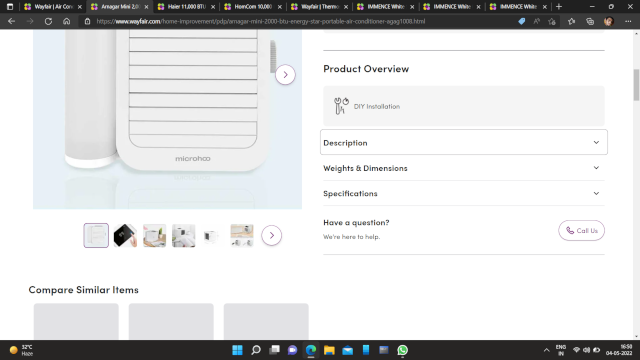 Wayfair | Air Con
Amagar Mini 2,0
Haier 11,000 BTU
HomCom 10,000
Wayfair | Thermo
IMMENCE White
IMMENCE White
IMMENCE White
https://www.wayfair.com/home-improvement/pdp/amagar-mini-2000-btu-energy-star-portable-air-conditioner-agag1000.html
Product Overview
DIY Installation
Description
microhoo
Weights & Dimensions
Specifications
Have a question?
We're here to help.
Call Us
Compare Similar Items
32°C
Haze
ENG
IN
16:50
04-05-2022